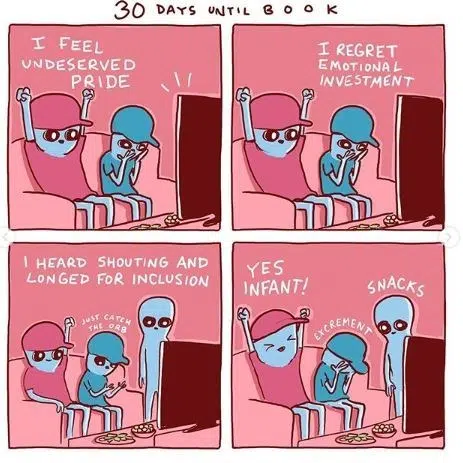 30 DAYS UNTIL BOOK
I FEEL
UNDESERVED
PRIDE
I REGRET
EMOTIONAL
INVESTMENT
I HEARD SHOUTING AND
LONGED FOR INCLUSION
JUST CATCH
THE ORB
YES
INFANT!
EXCREMENT
SNACKS